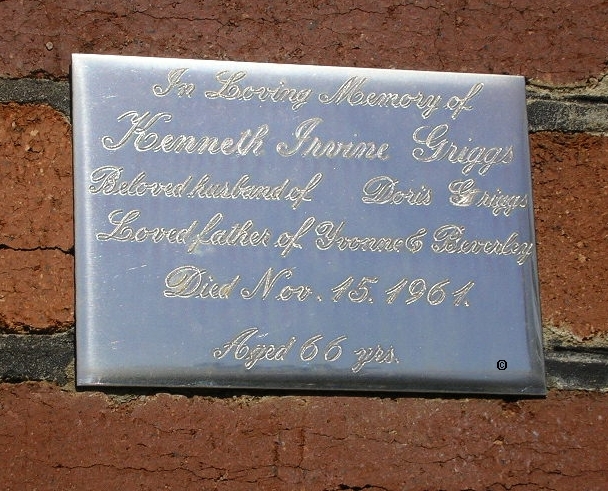 In Loving Memory of
Kenneth Irvine Griggs
Beloved husband of Doris Griggs
Loved father of Yvonne & Beverley
Died Nov. 15. 1961.
Aged 66 yrs.
©